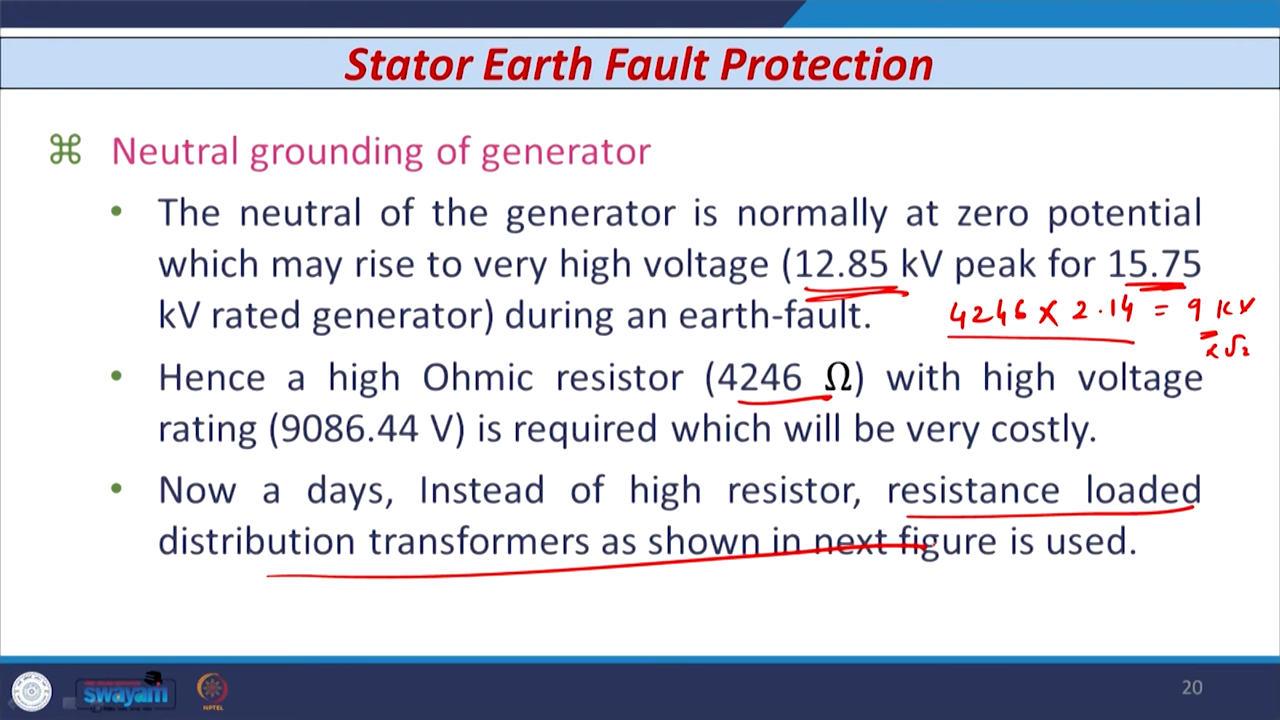 Stator Earth Fault Protection
⌘ Neutral grounding of generator
• The neutral of the generator is normally at zero potential
which may rise to very high voltage (12.85 kV peak for 15.75
kV rated generator) during an earth-fault.
4246 × 2.14 = 9 kV
× √2
• Hence a high Ohmic resistor (4246 Ω) with high voltage
rating (9086.44 V) is required which will be very costly.
• Now a days, Instead of high resistor, resistance loaded
distribution transformers as shown in next figure is used.
swayam
NPTEL
20